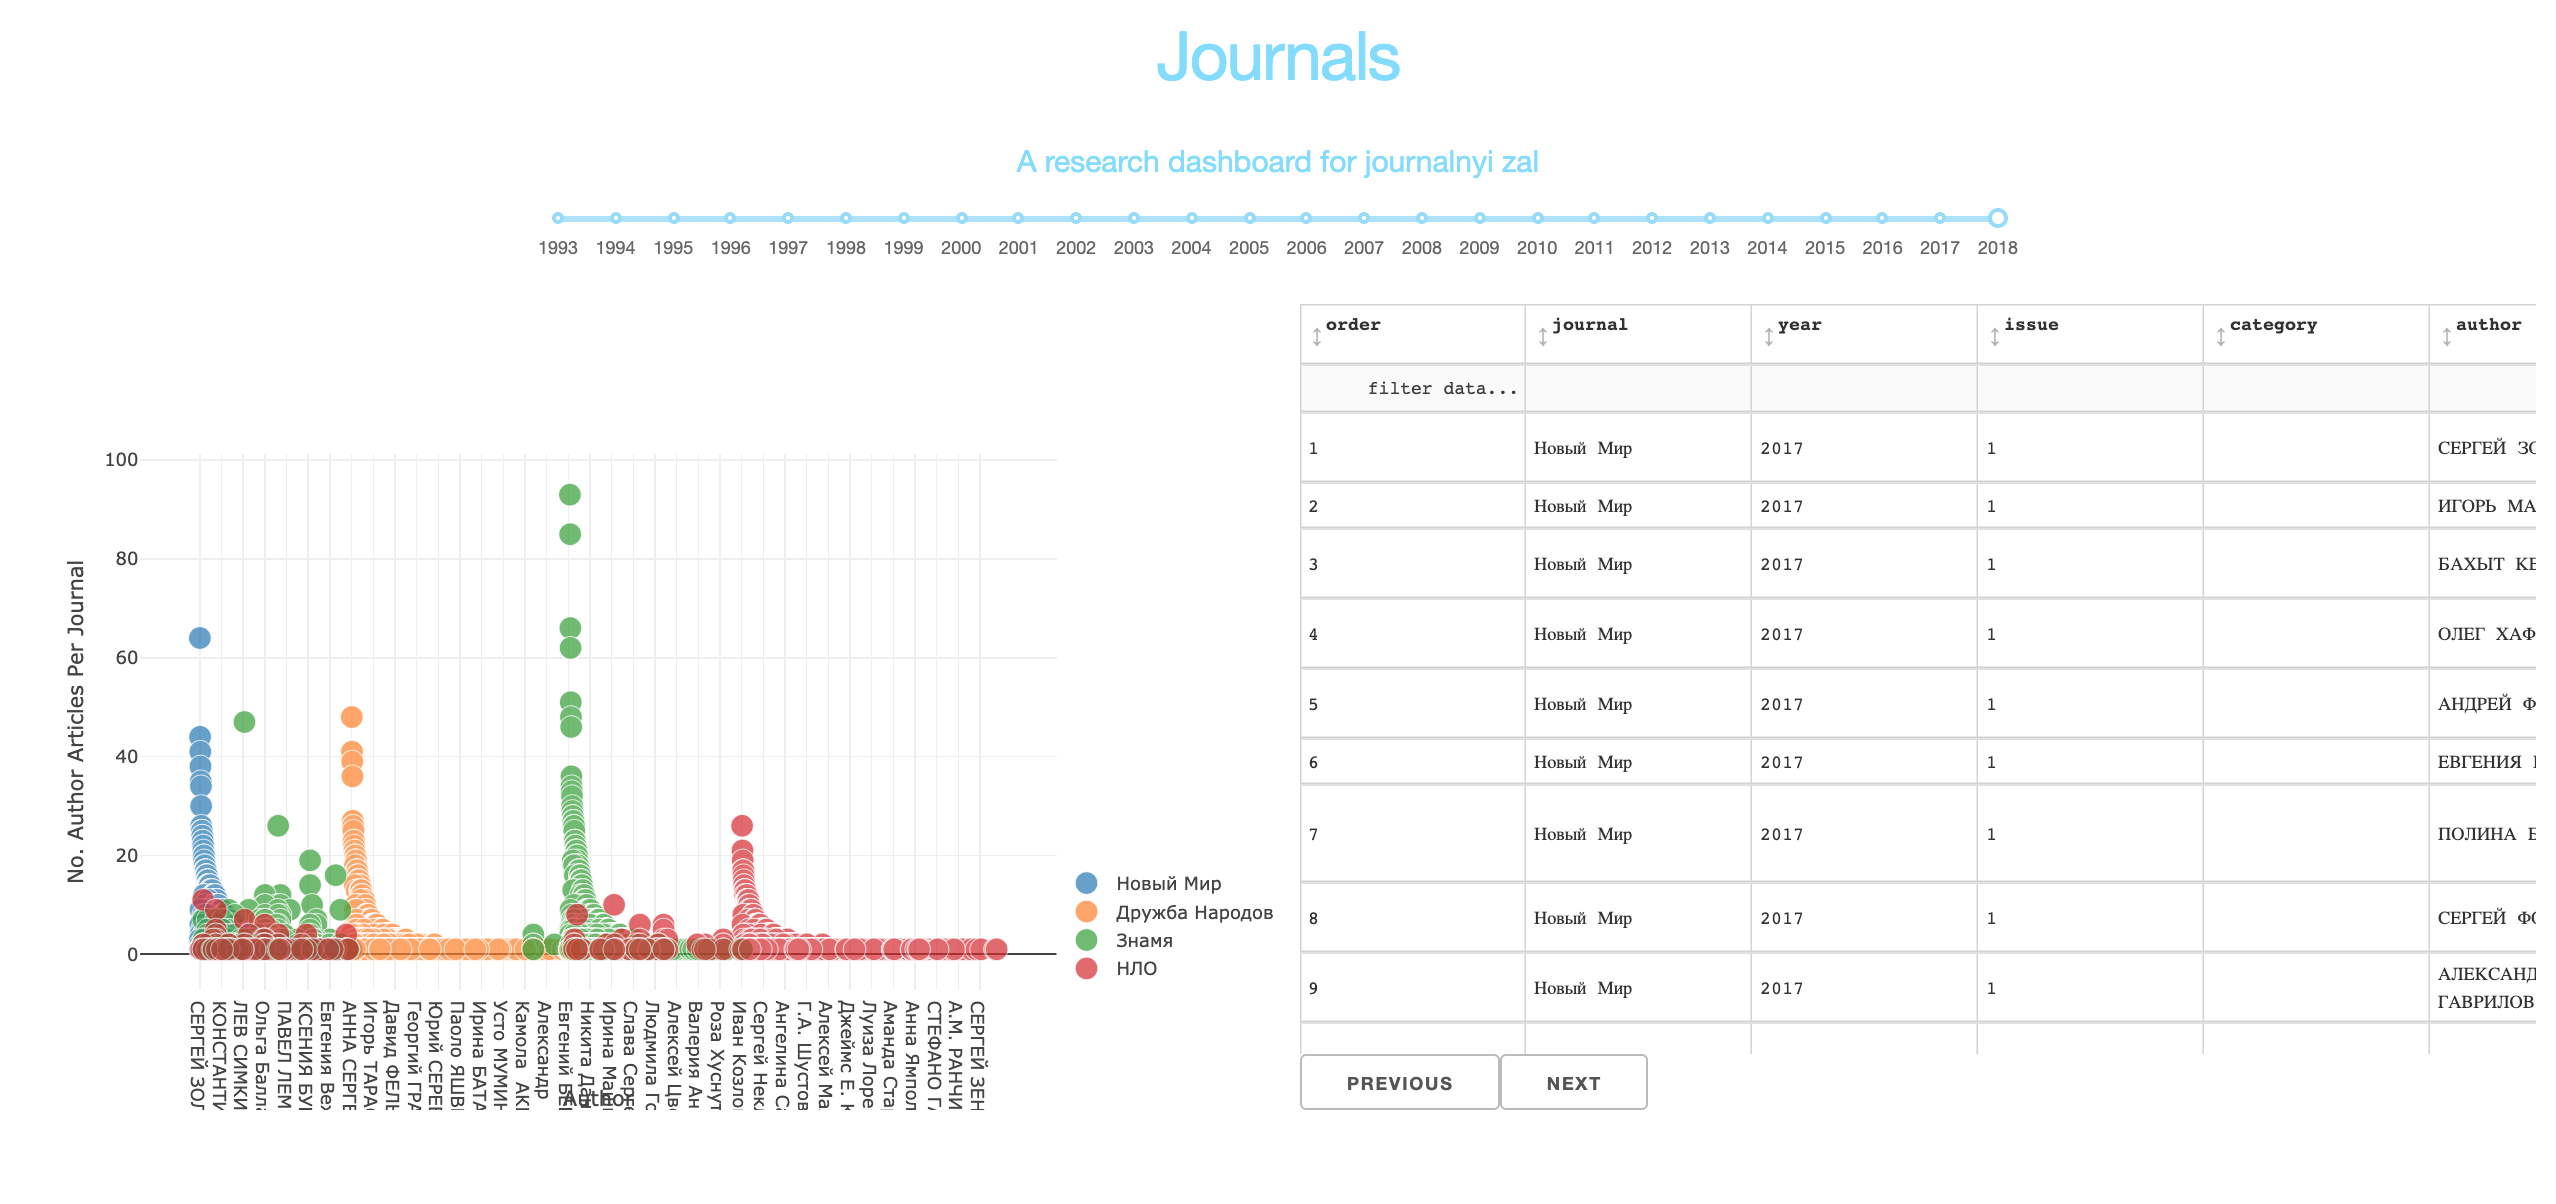 Journals
A research dashboard for journalnyi zal
1993 1994 1995 1996 1997 1998 1999 2000 2001 2002 2003 2004 2005 2006 2007 2008 2009 2010 2011 2012 2013 2014 2015 2016 2017 2018
No. Author Articles Per Journal
100
80
60
40
20
0
СЕРГЕЙ ЗОЛ
КОНСТАНТИ
ЛЕВ СИМКИ
Ольга Балл
ПАВЕЛ ЛЕМ
КСЕНИЯ БУ
Евгения Ве
АННА СЕРГЕ
Игорь ТАРА
Давид ФЕЛ
Георгий ГРА
Юрий СЕРЕ
Паоло ЯШВ
Ирина БАТА
Усто МУМИ
Камола АК
Александр
Евгений
Никита
Ирина
Слава
Людмила Го
Алексей Цв
Валерия Ан
Роза Хуснут
Иван Козло
Сергей Нек
Ангелина Са
Г.А. Шустов
Алексей Ма
Джеймс Е.
Луиза Лоре
Аманда Ста
Анна Ямпол
СТЕФАНО Г
А.М. РАНЧИ
СЕРГЕЙ ЗЕН
Author
Новый Мир
Дружба Народов
Знамя
НЛО
order journal year issue category author
filter data...
1 Новый Мир 2017 1 СЕРГЕЙ ЗО
2 Новый Мир 2017 1 ИГОРЬ МА
3 Новый Мир 2017 1 БАХЫТ КЕ
4 Новый Мир 2017 1 ОЛЕГ ХАФ
5 Новый Мир 2017 1 АНДРЕЙ Ф
6 Новый Мир 2017 1 ЕВГЕНИЯ
7 Новый Мир 2017 1 ПОЛИНА
8 Новый Мир 2017 1 СЕРГЕЙ ФО
9 Новый Мир 2017 1 АЛЕКСАНД
ГАВРИЛОВ
PREVIOUS NEXT